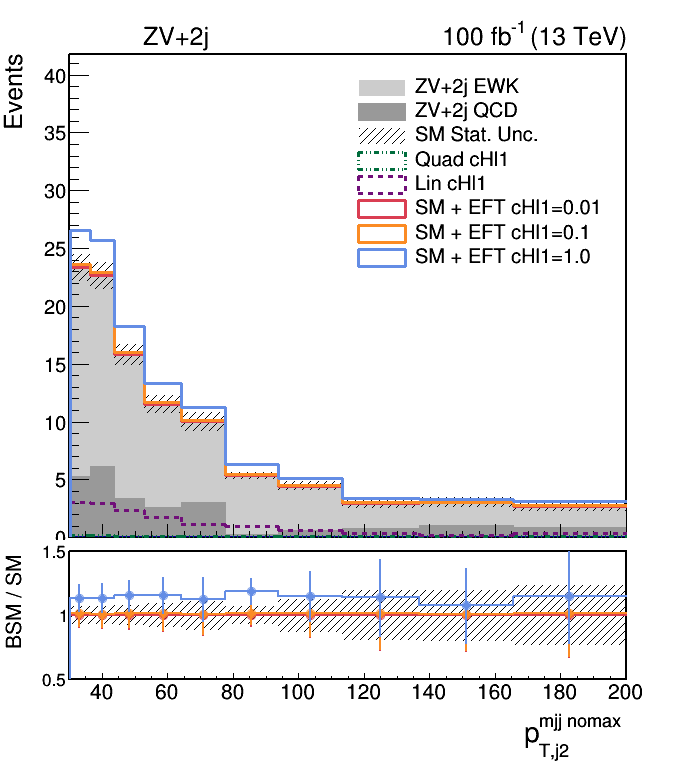 ZV+2j 100 fb⁻¹ (13 TeV)
Events
40
35
30
25
20
15
10
5
0
ZV+2j EWK
ZV+2j QCD
SM Stat. Unc.
Quad cHl1
Lin cHl1
SM + EFT cHl1=0.01
SM + EFT cHl1=0.1
SM + EFT cHl1=1.0
BSM / SM
1.5
1
0.5
40 60 80 100 120 140 160 180 200
p_{T,j2}^{mjj nomax}